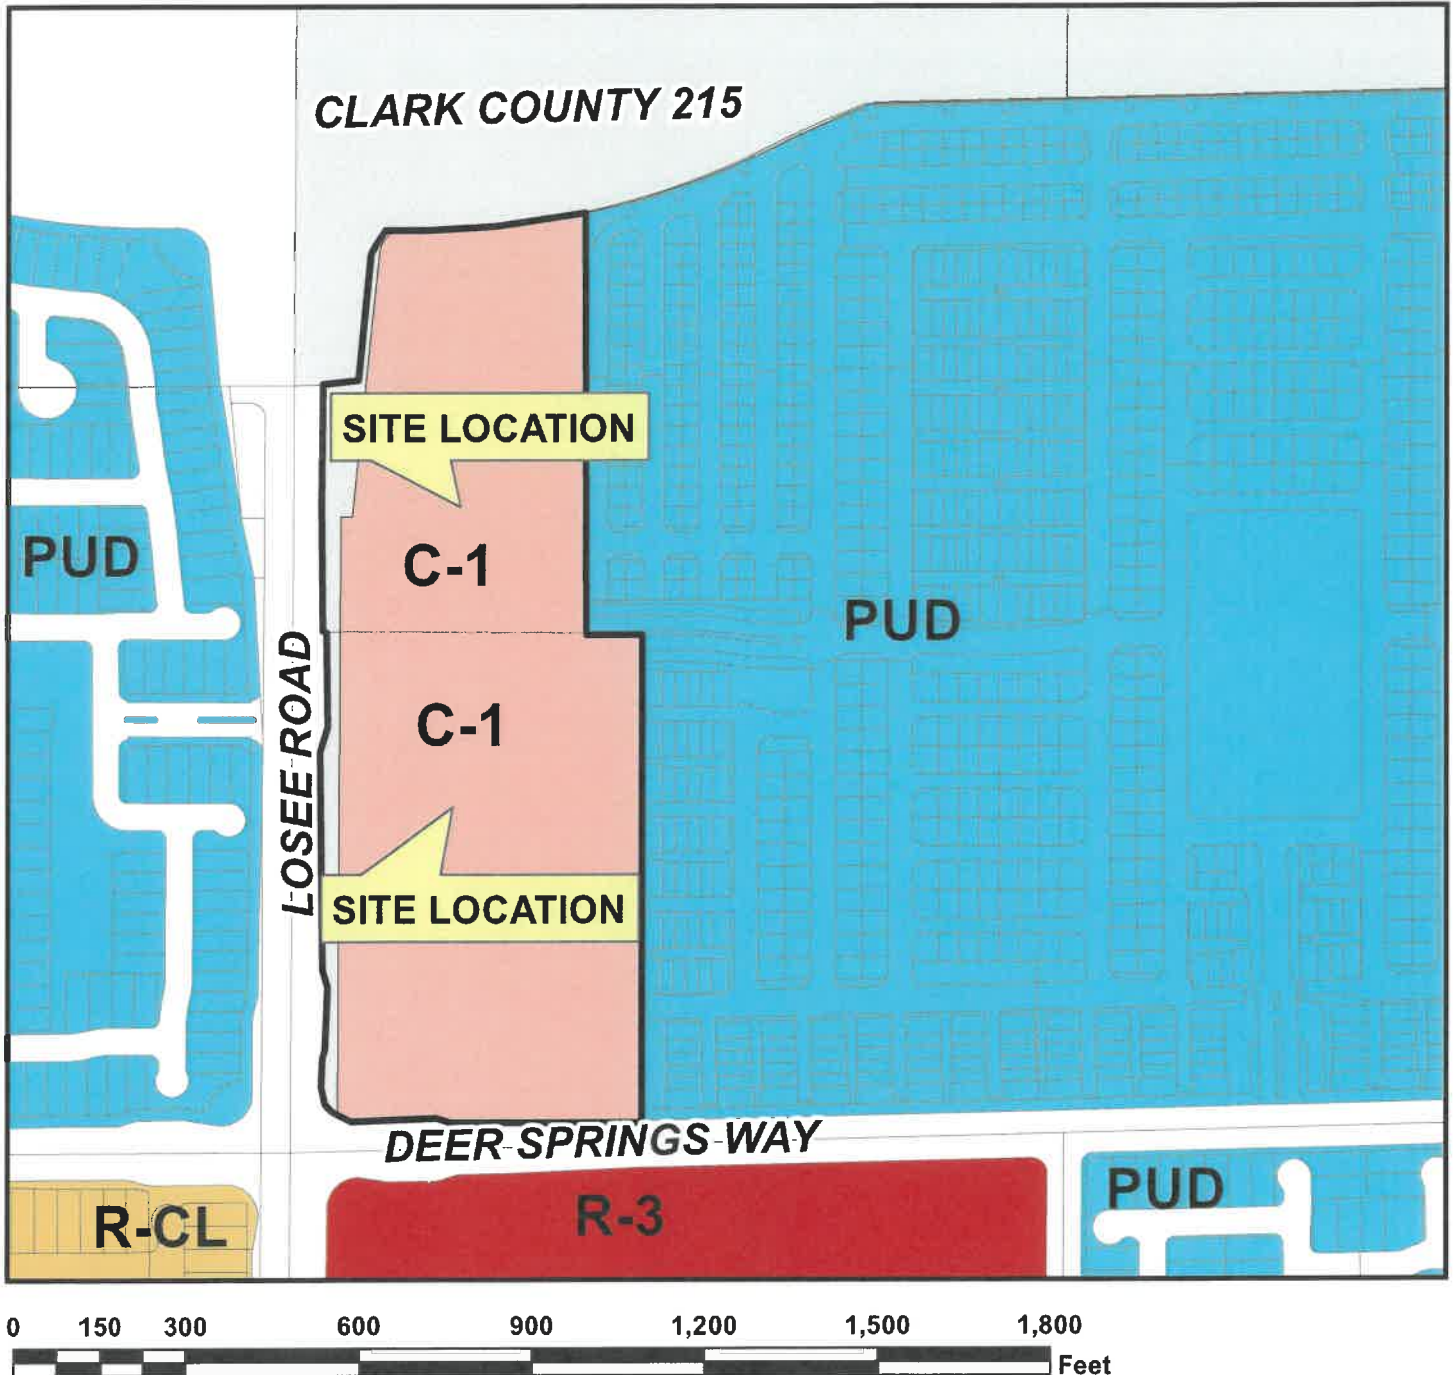 CLARK COUNTY 215
SITE LOCATION
C-1
PUD
PUD
LOSEE ROAD
C-1
SITE LOCATION
DEER SPRINGS WAY
R-CL
R-3
PUD
0 150 300 600 900 1,200 1,500 1,800
Feet